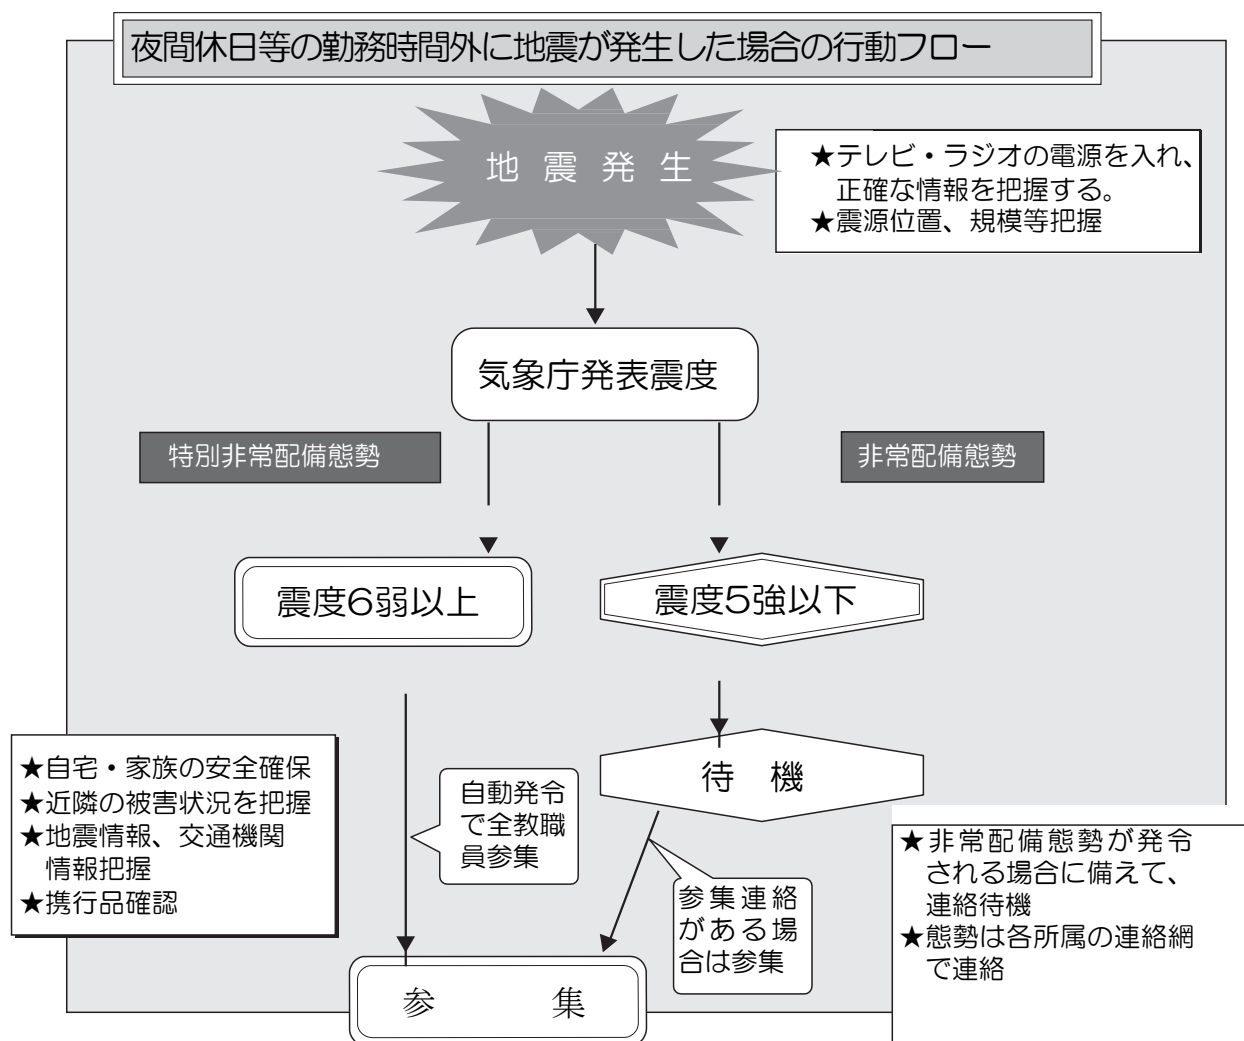 夜間休日等の勤務時間外に地震が発生した場合の行動フロー
地 震 発 生
★テレビ・ラジオの電源を入れ、
正確な情報を把握する。
★震源位置、規模等把握
気象庁発表震度
特別非常配備態勢
非常配備態勢
震度6弱以上
震度5強以下
★自宅・家族の安全確保
★近隣の被害状況を把握
★地震情報、交通機関
情報把握
★携行品確認
自動発令
で全教職
員参集
待 機
参集連絡
がある場
合は参集
★非常配備態勢が発令
される場合に備えて、
連絡待機
★態勢は各所属の連絡網
で連絡
参 集